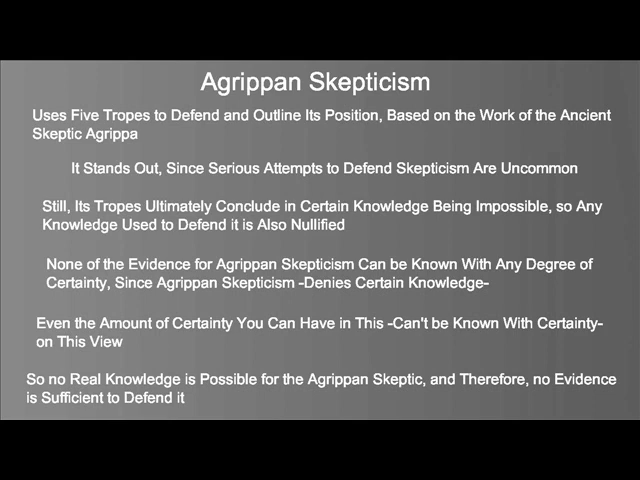 Agrippan Skepticism
Uses Five Tropes to Defend and Outline Its Position, Based on the Work of the Ancient
Skeptic Agrippa
It Stands Out, Since Serious Attempts to Defend Skepticism Are Uncommon
Still, Its Tropes Ultimately Conclude in Certain Knowledge Being Impossible, so Any
Knowledge Used to Defend it is Also Nullified
None of the Evidence for Agrippan Skepticism Can be Known With Any Degree of
Certainty, Since Agrippan Skepticism -Denies Certain Knowledge-
Even the Amount of Certainty You Can Have in This -Can't be Known With Certainty-
on This View
So no Real Knowledge is Possible for the Agrippan Skeptic, and Therefore, no Evidence
is Sufficient to Defend it